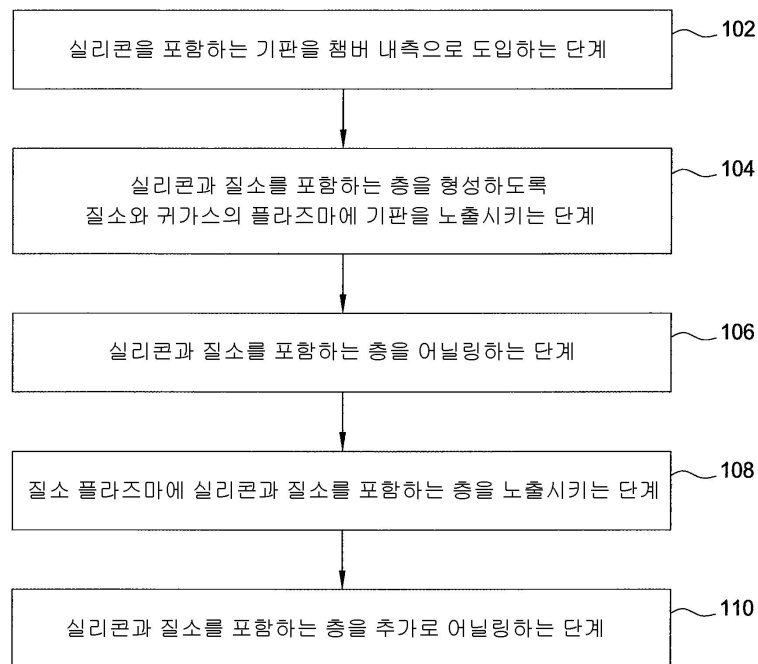 실리콘을 포함하는 기판을 챔버 내측으로 도입하는 단계
102
실리콘과 질소를 포함하는 층을 형성하도록
질소와 귀가스의 플라즈마에 기판을 노출시키는 단계
104
실리콘과 질소를 포함하는 층을 어닐링하는 단계
106
질소 플라즈마에 실리콘과 질소를 포함하는 층을 노출시키는 단계
108
실리콘과 질소를 포함하는 층을 추가로 어닐링하는 단계
110